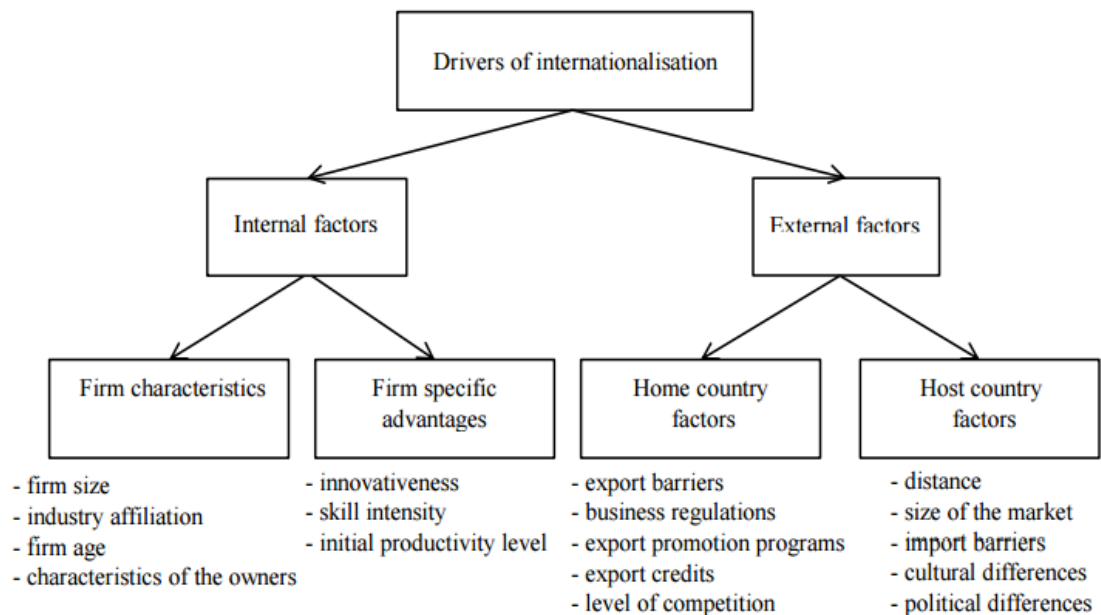 Drivers of internationalisation
Internal factors
External factors
Firm characteristics
Firm specific
advantages
Home country
factors
Host country
factors
- firm size
- industry affiliation
- firm age
- characteristics of the owners
- innovativeness
- skill intensity
- initial productivity level
- export barriers
- business regulations
- export promotion programs
- export credits
- level of competition
- distance
- size of the market
- import barriers
- cultural differences
- political differences